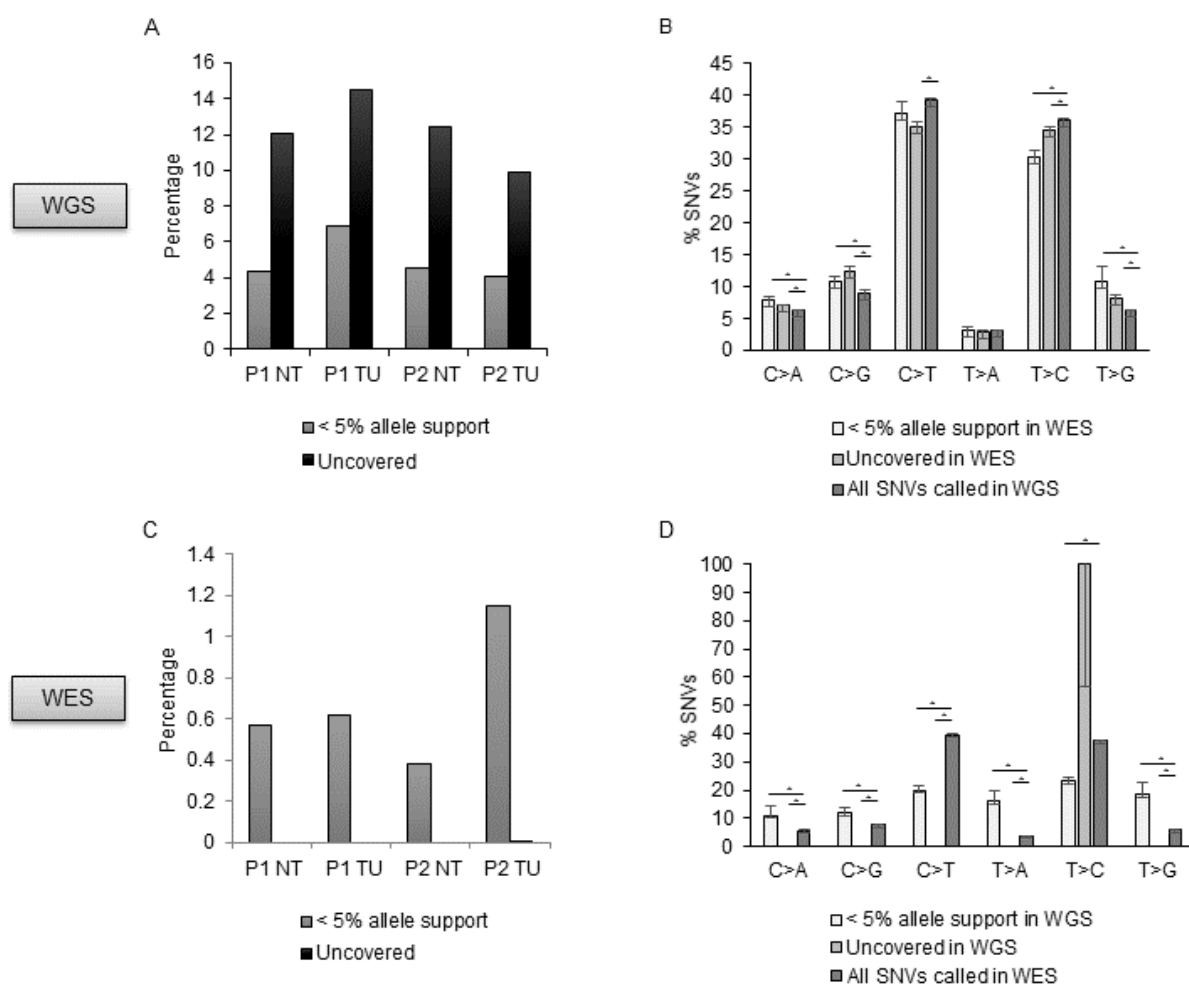 A
16
14
12
10
8
6
4
2
0
Percentage
P1 NT P1 TU P2 NT P2 TU
< 5% allele support
Uncovered
WGS
B
45
40
35
30
25
20
15
10
5
0
% SNVs
* * * * * * * * *
C>A C>G C>T T>A T>C T>G
< 5% allele support in WES
Uncovered in WES
All SNVs called in WGS
C
1.4
1.2
1
0.8
0.6
0.4
0.2
0
Percentage
P1 NT P1 TU P2 NT P2 TU
< 5% allele support
Uncovered
WES
D
100
90
80
70
60
50
40
30
20
10
0
% SNVs
* * * * * * * * * * *
C>A C>G C>T T>A T>C T>G
< 5% allele support in WGS
Uncovered in WGS
All SNVs called in WES